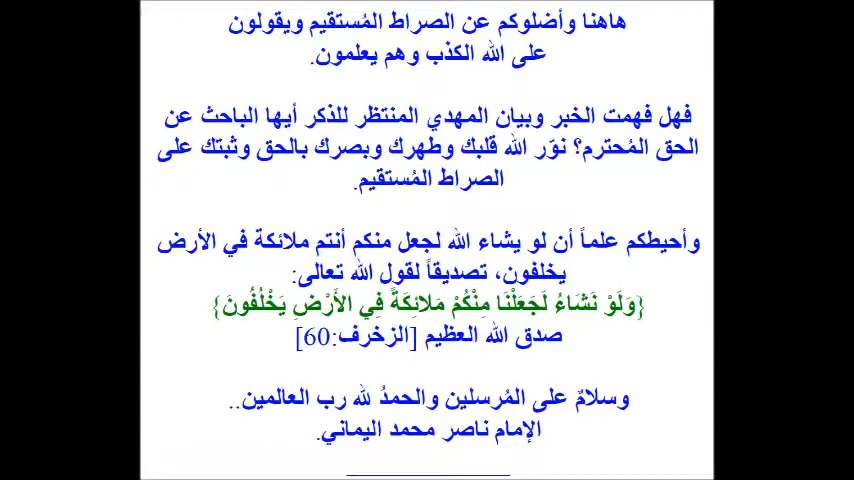 هاهنا وأضلوكم عن الصراط المُستقيم ويقولون
على الله الكذب وهم يعلمون.
فهل فهمت الخبر وبيان المهدي المنتظر للذكر أيها الباحث عن
الحق المُحترم؟ نوّر الله قلبك وطهرك وبصرك بالحق وثبتك على
الصراط المُستقيم.
وأحيطكم علماً أن لو يشاء الله لجعل منكم أنتم ملائكة في الأرض
يخلفون، تصديقاً لقول الله تعالى:
{وَلَوْ نَشَاءُ لَجَعَلْنَا مِنْكُمْ مَلائِكَةً فِي الأَرْضِ يَخْلُفُونَ}
صدق الله العظيم [الزخرف:60]
وسلامٌ على المُرسلين والحمدُ لله رب العالمين..
الإمام ناصر محمد اليماني.